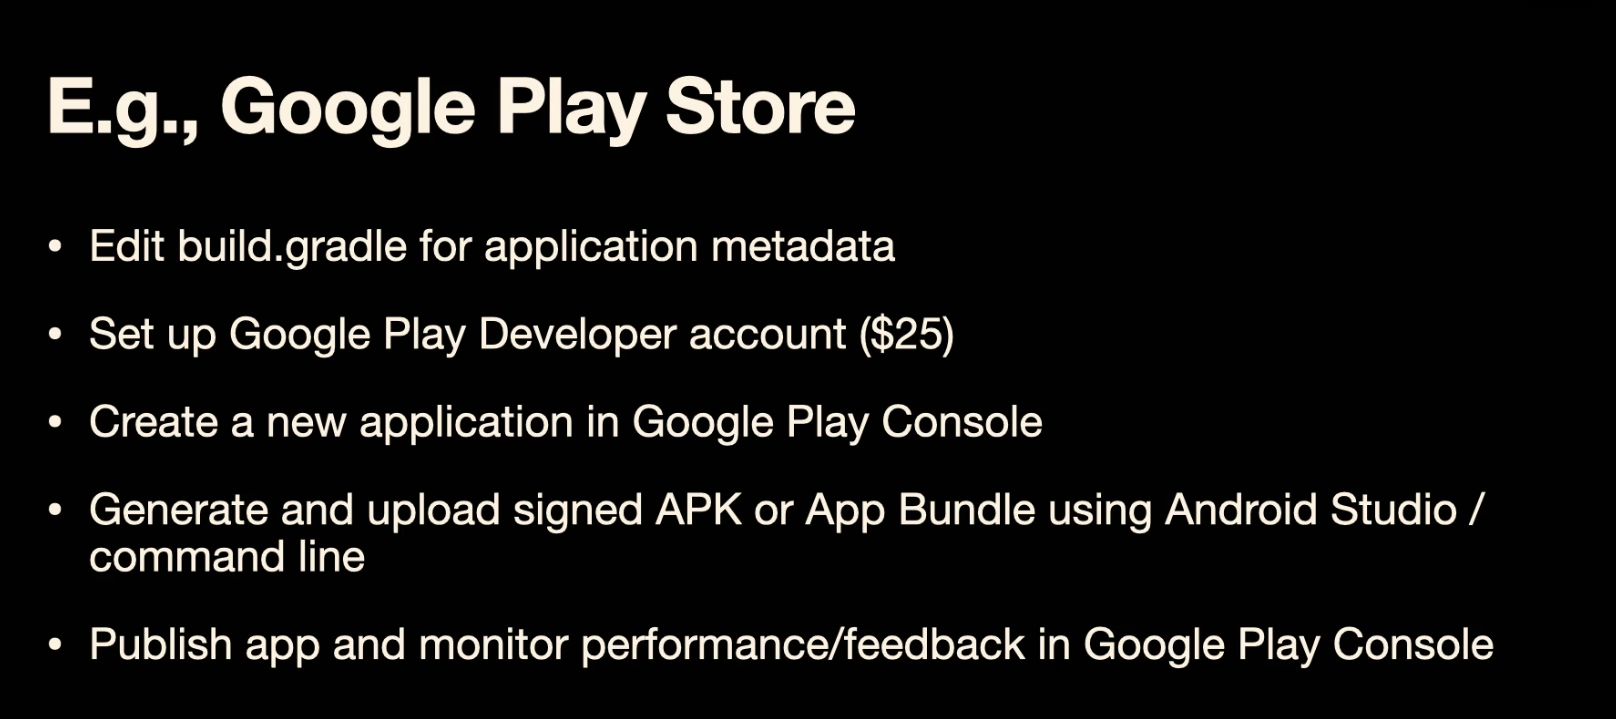 E.g., Google Play Store
• Edit build.gradle for application metadata
• Set up Google Play Developer account ($25)
• Create a new application in Google Play Console
• Generate and upload signed APK or App Bundle using Android Studio /
command line
• Publish app and monitor performance/feedback in Google Play Console